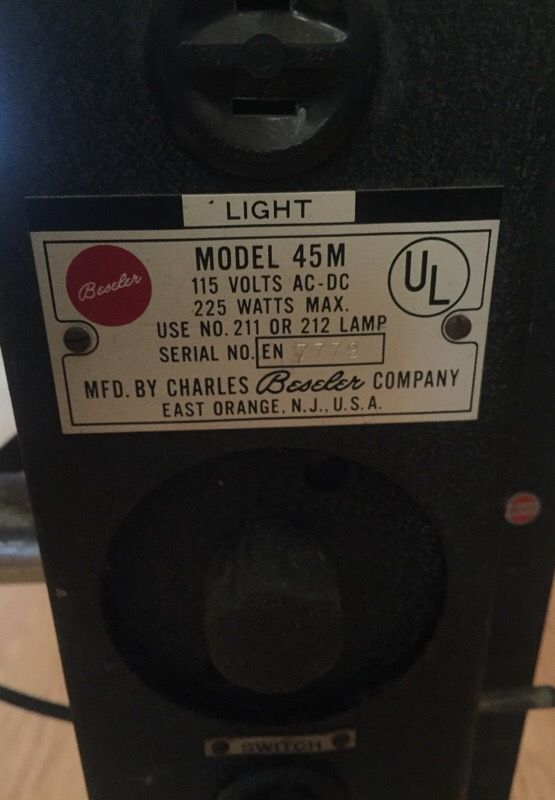 LIGHT
Beseler
MODEL 45M
UL
115 VOLTS AC-DC
225 WATTS MAX.
USE NO. 211 OR 212 LAMP
SERIAL NO. EN 7779
MFD. BY CHARLES Beseler COMPANY
EAST ORANGE, N.J., U.S.A.
SWITCH